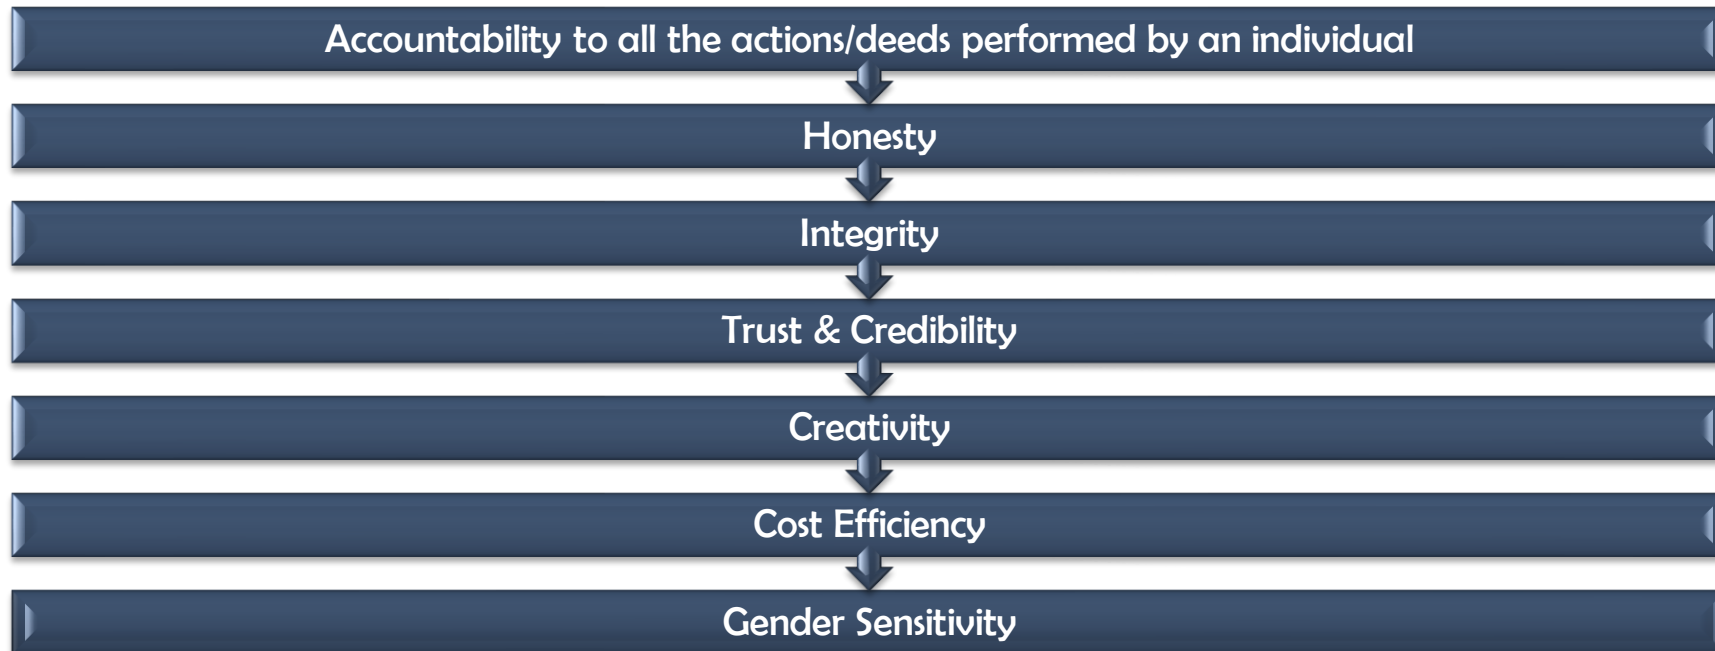 Accountability to all the actions/deeds performed by an individual
Honesty
Integrity
Trust & Credibility
Creativity
Cost Efficiency
Gender Sensitivity